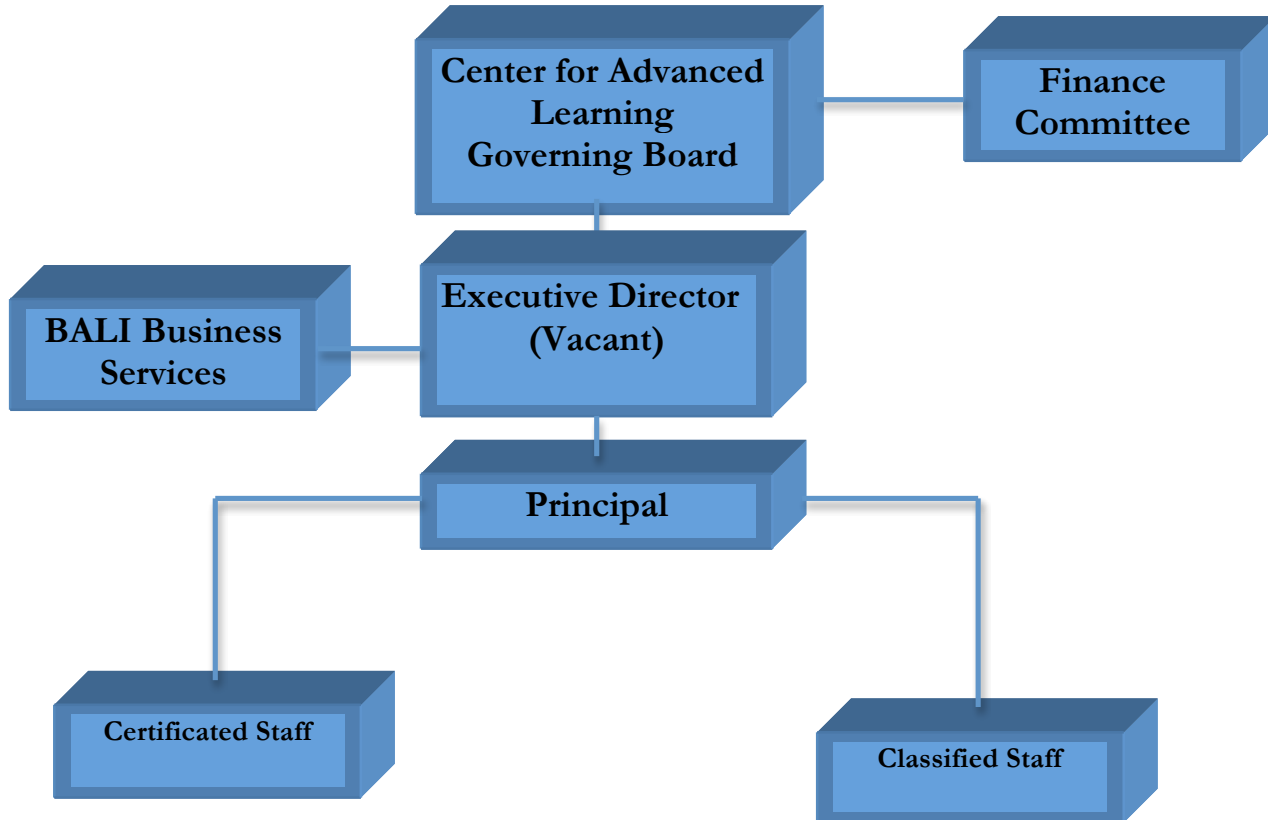 Center for Advanced
Learning
Governing Board
Finance
Committee
Executive Director
(Vacant)
BALI Business
Services
Principal
Certificated Staff
Classified Staff